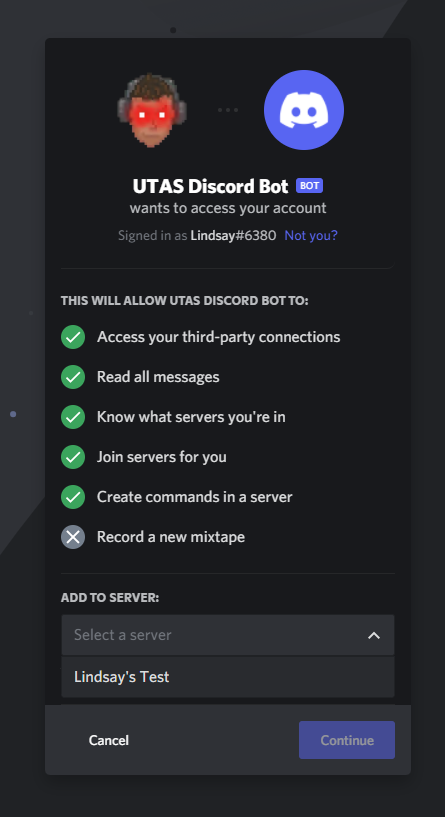 UTAS Discord Bot BOT
wants to access your account
Signed in as Lindsay#6380 Not you?
THIS WILL ALLOW UTAS DISCORD BOT TO:
Access your third-party connections
Read all messages
Know what servers you're in
Join servers for you
Create commands in a server
Record a new mixtape
ADD TO SERVER:
Select a server
Lindsay's Test
Cancel Continue